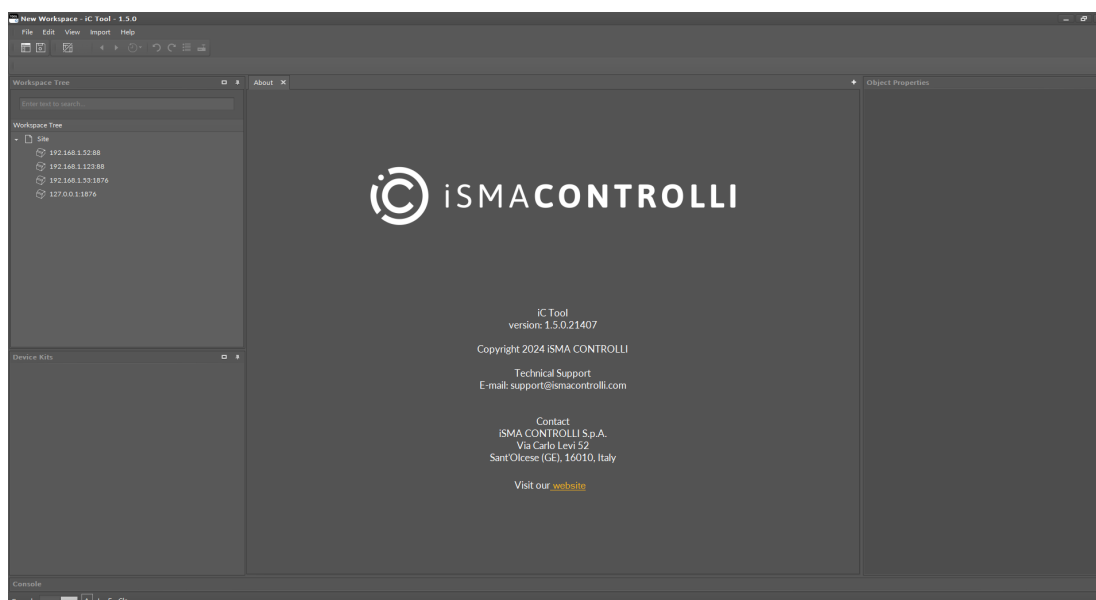 New Workspace - iC Tool - 1.5.0
File Edit View Import Help
Workspace Tree
About
Object Properties
Enter text to search...
Workspace Tree
Site
192.168.1.52:88
192.168.1.123:88
192.168.1.53:1876
127.0.0.1:1876
iSMACONTROLLI
iC Tool
version: 1.5.0.21407
Copyright 2024 iSMA CONTROLLI
Technical Support
E-mail: support@ismacontrolli.com
Contact
iSMA CONTROLLI S.p.A.
Via Carlo Levi 52
Sant'Olcese (GE), 16010, Italy
Visit our website
Device Kits
Console